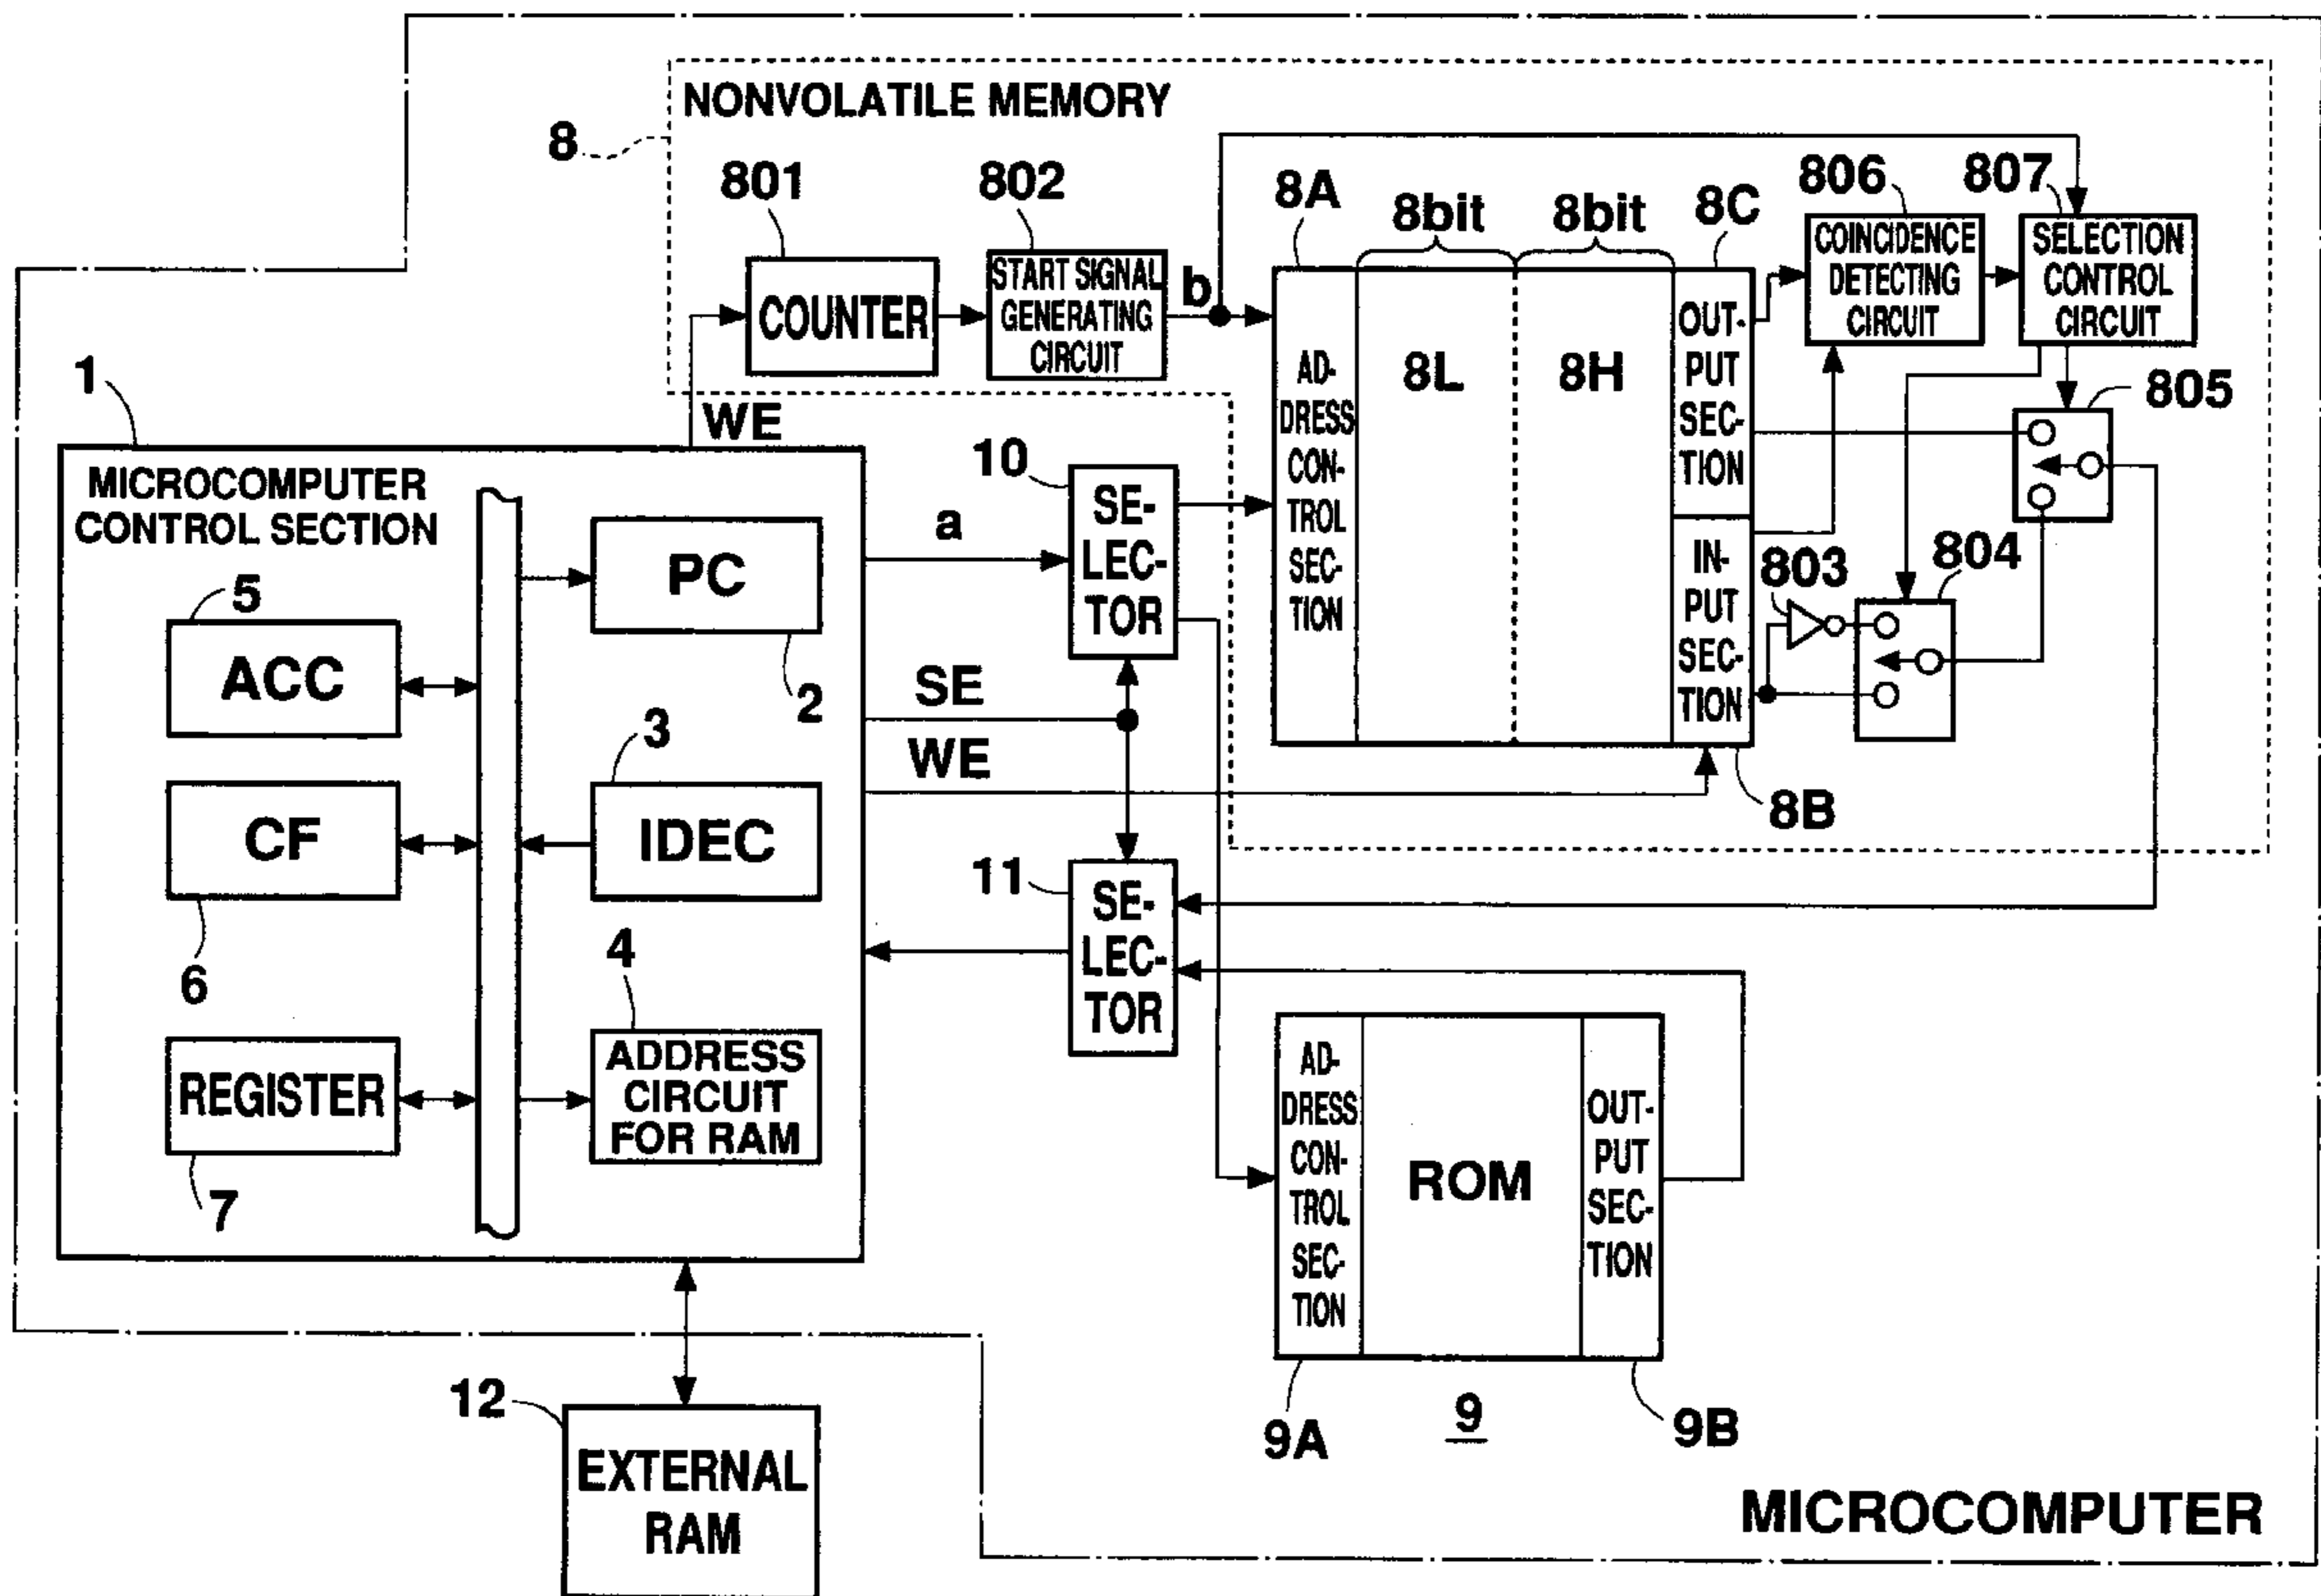 NONVOLATILE MEMORY
8
801
COUNTER
802
START SIGNAL
GENERATING
CIRCUIT
b
8A
8bit
8bit
8C
AD-
DRESS
CON-
TROL
SEC-
TION
8L
8H
OUT-
PUT
SEC-
TION
IN-
PUT
SEC-
TION
8B
806
COINCIDENCE
DETECTING
CIRCUIT
807
SELECTION
CONTROL
CIRCUIT
805
803
804
1
WE
MICROCOMPUTER
CONTROL SECTION
PC
2
5
ACC
3
IDEC
CF
6
4
ADDRESS
CIRCUIT
FOR RAM
REGISTER
7
a
SE
WE
10
SE-
LEC-
TOR
11
SE-
LEC-
TOR
AD-
DRESS
CON-
TROL
SEC-
TION
ROM
OUT-
PUT
SEC-
TION
9A
9
9B
12
EXTERNAL
RAM
MICROCOMPUTER